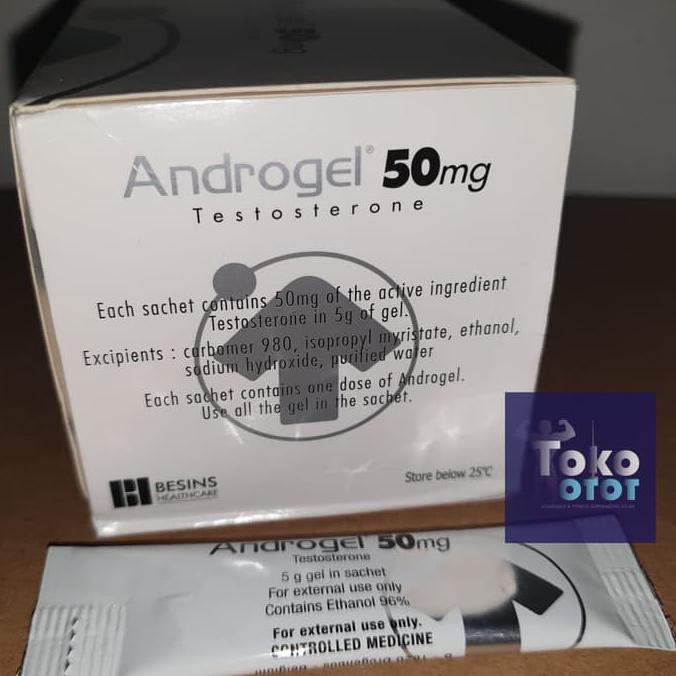 Androgel® 50mg
Testosterone
Each sachet contains 50mg of the active ingredient
Testosterone in 5g of gel.
Excipients : carbomer 980, isopropyl myristate, ethanol,
sodium hydroxide, purified water
Each sachet contains one dose of Androgel.
Use all the gel in the sachet.
BESINS
HEALTHCARE
Store below 25°C
TOKO
OTOT
Androgel 50mg
Testosterone
5 g gel in sachet
For external use only
Contains Ethanol 96%
For external use only.
CONTROLLED MEDICINE